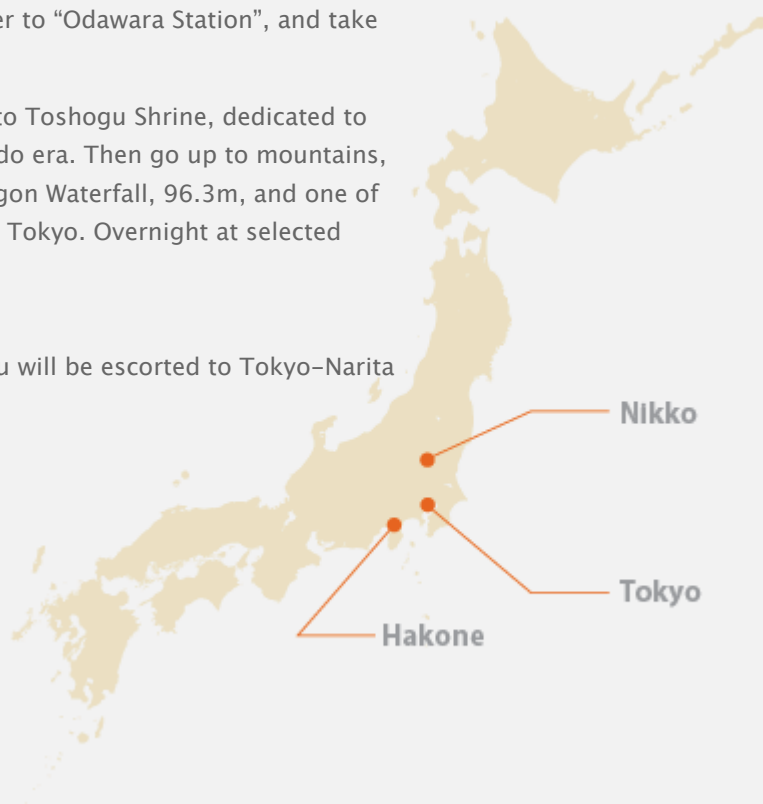 er to “Odawara Station”, and take
to Toshogu Shrine, dedicated to
do era. Then go up to mountains,
gon Waterfall, 96.3m, and one of
Tokyo. Overnight at selected
u will be escorted to Tokyo–Narita
Nikko
Tokyo
Hakone